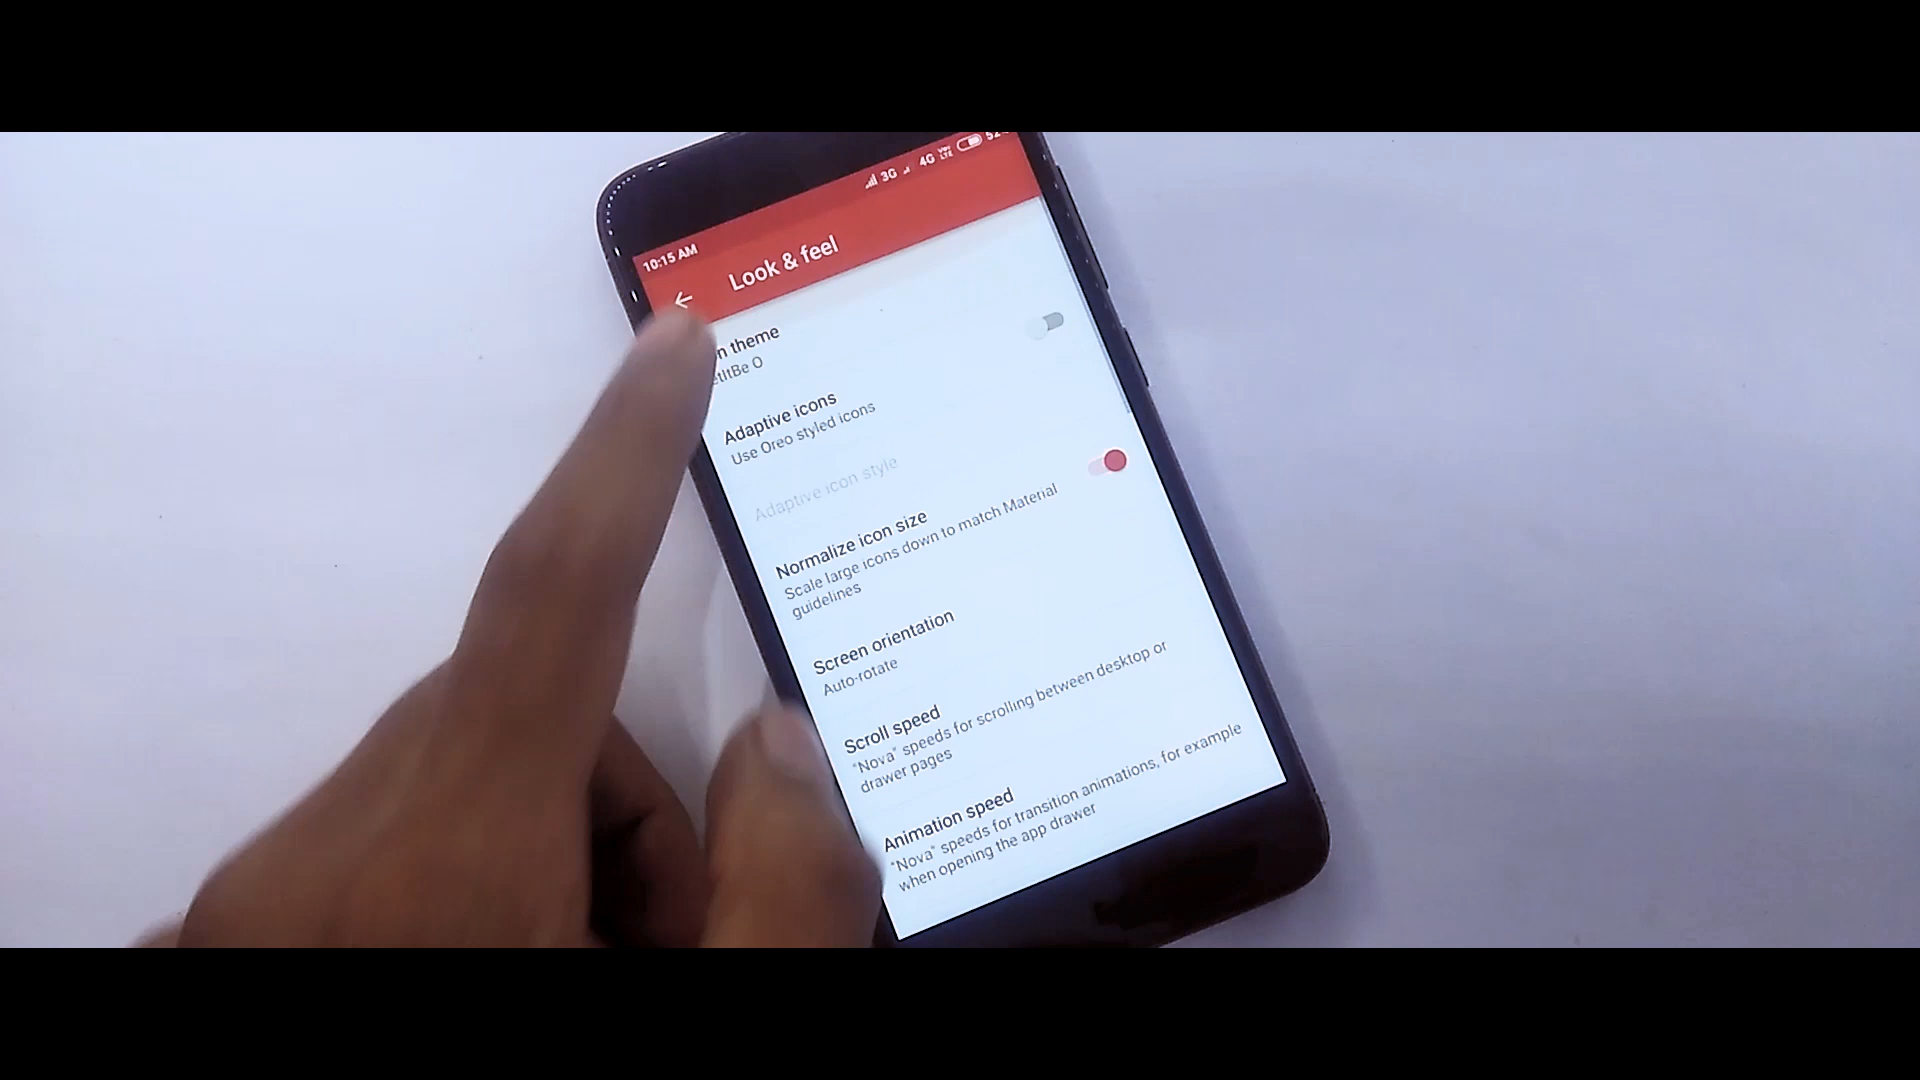 10:15 AM 3G 4G VoLTE
Look & feel
theme
O
Adaptive icons
Use Oreo styled icons
Adaptive icon style
Normalize icon size
Scale large icons down to match Material
guidelines
Screen orientation
Auto-rotate
Scroll speed
"Nova" speeds for scrolling between desktop or
drawer pages
Animation speed
"Nova" speeds for transition animations, for example
when opening the app drawer